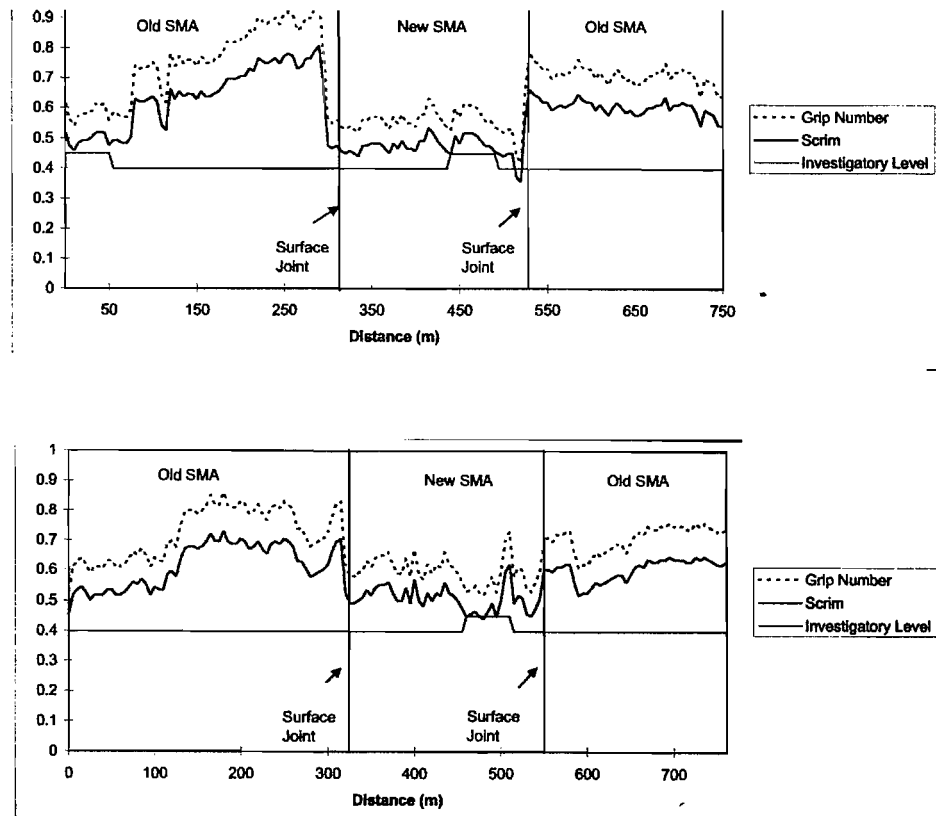 0.9
0.8
0.7
0.6
0.5
0.4
0.3
0.2
0.1
0
Old SMA
New SMA
Old SMA
Surface
Joint
Surface
Joint
50
150
250
350
450
550
650
750
Distance (m)
Grip Number
Scrim
Investigatory Level
1
0.9
0.8
0.7
0.6
0.5
0.4
0.3
0.2
0.1
0
Old SMA
New SMA
Old SMA
Surface
Joint
Surface
Joint
0
100
200
300
400
500
600
700
Distance (m)
Grip Number
Scrim
Investigatory Level